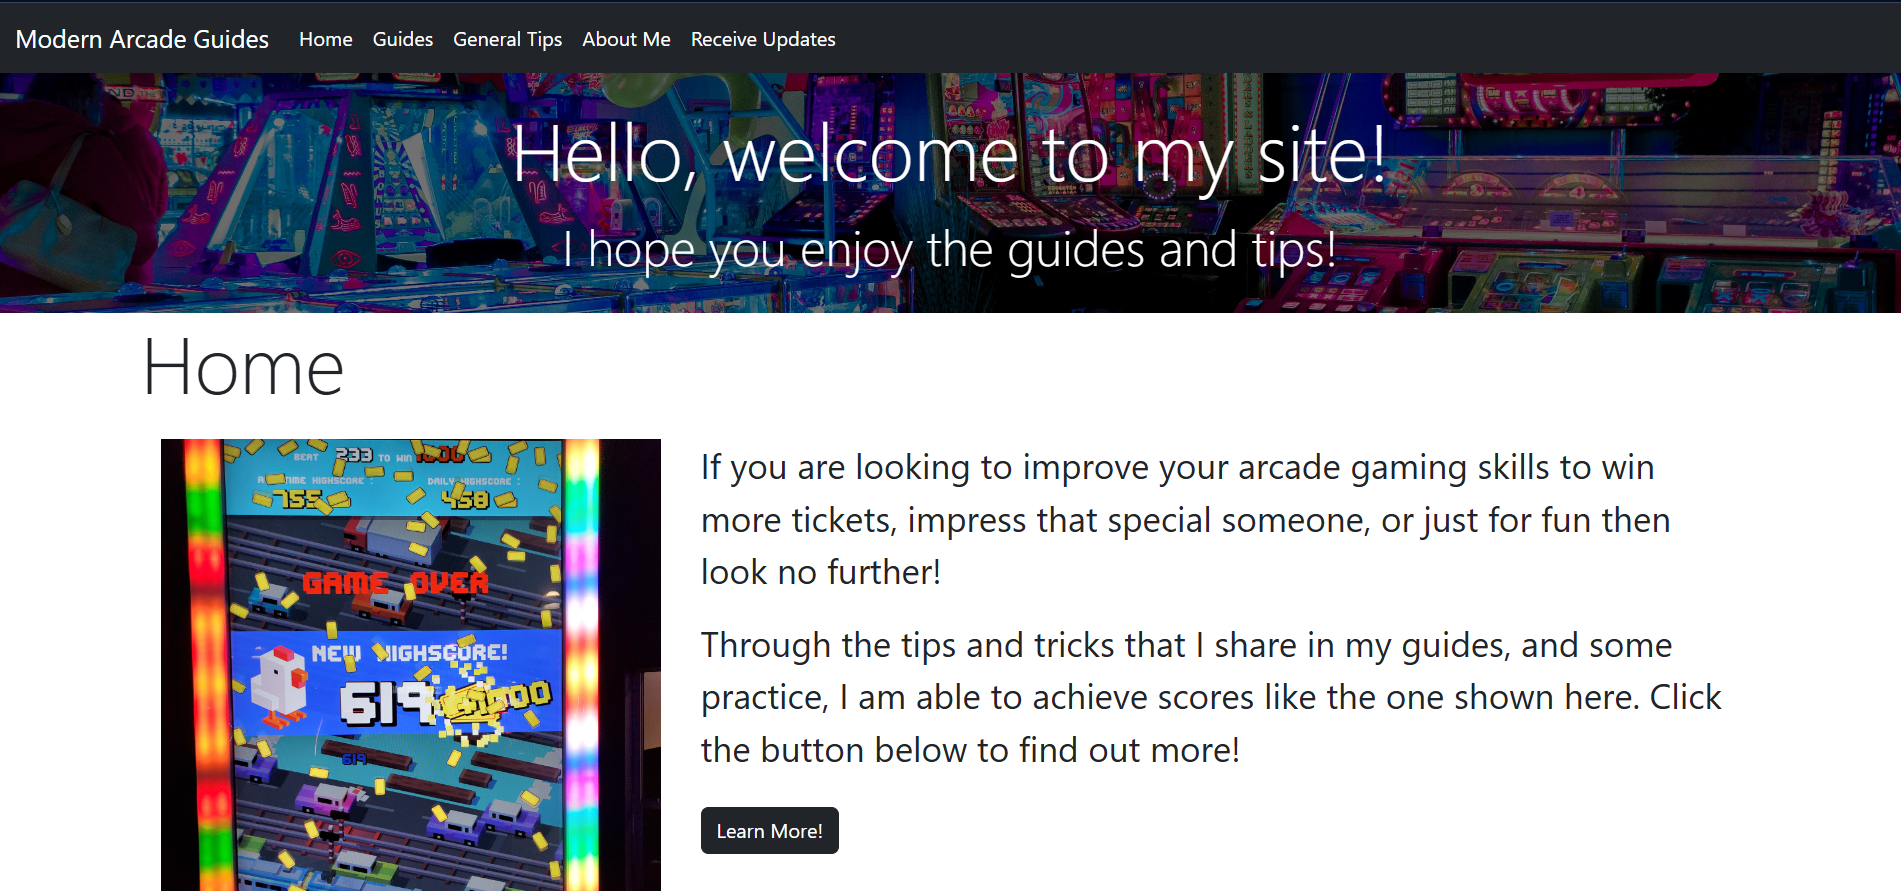 Modern Arcade Guides Home Guides General Tips About Me Receive Updates
Hello, welcome to my site!
I hope you enjoy the guides and tips!
Home
BEAT 233 TO WIN
TIME HIGHSCORE : DAILY HIGHSCORE :
755 458
GAME OVER
NEW HIGHSCORE!
619
619
If you are looking to improve your arcade gaming skills to win
more tickets, impress that special someone, or just for fun then
look no further!
Through the tips and tricks that I share in my guides, and some
practice, I am able to achieve scores like the one shown here. Click
the button below to find out more!
Learn More!